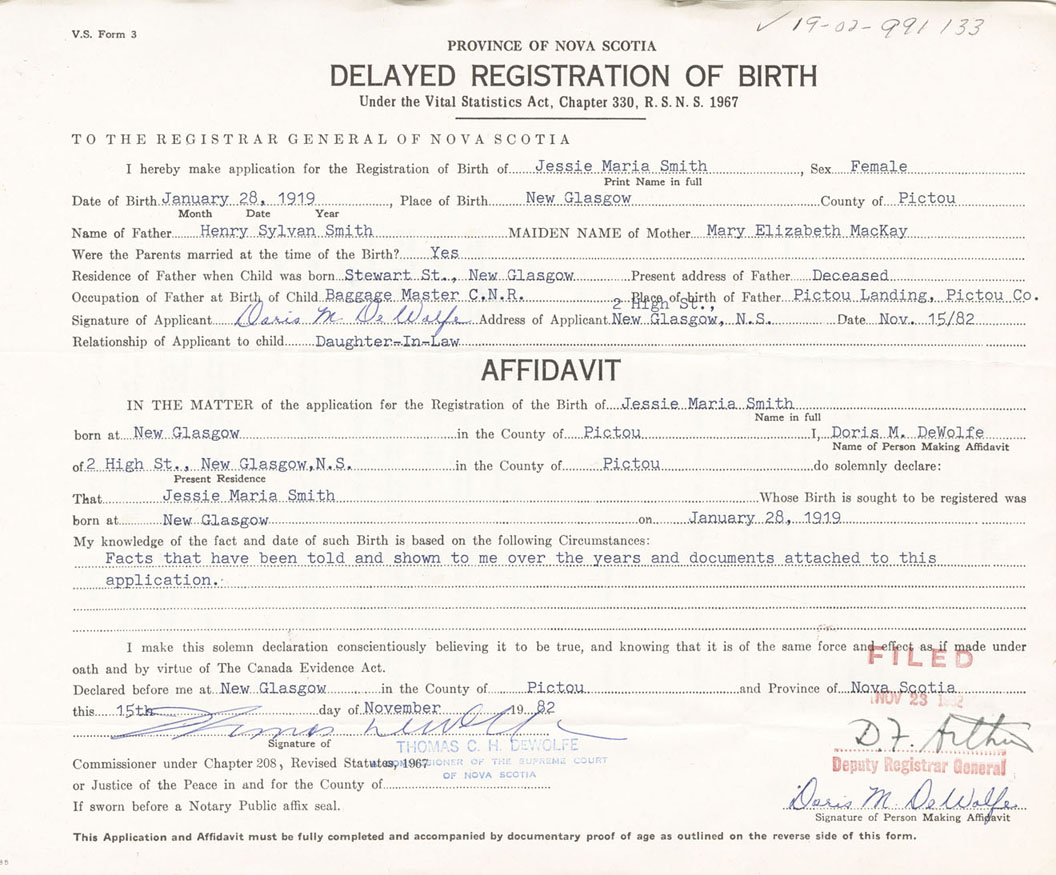 V.S. Form 3
✓ 19-02-991133
PROVINCE OF NOVA SCOTIA
DELAYED REGISTRATION OF BIRTH
Under the Vital Statistics Act, Chapter 330, R.S.N.S. 1967
TO THE REGISTRAR GENERAL OF NOVA SCOTIA
I hereby make application for the Registration of Birth of Jessie Maria Smith, Sex Female
Print Name in full
Date of Birth January 28, 1919, Place of Birth New Glasgow County of Pictou
Month Date Year
Name of Father Henry Sylvan Smith MAIDEN NAME of Mother Mary Elizabeth MacKay
Were the Parents married at the time of the Birth? Yes
Residence of Father when Child was born Stewart St., New Glasgow Present address of Father Deceased
Occupation of Father at Birth of Child Baggage Master C.N.R. Place of birth of Father Pictou Landing, Pictou Co.
2 High St.,
Signature of Applicant Doris M. DeWolfe Address of Applicant New Glasgow, N.S. Date Nov. 15/82
Relationship of Applicant to child Daughter-In-Law
AFFIDAVIT
IN THE MATTER of the application for the Registration of the Birth of Jessie Maria Smith
Name in full
born at New Glasgow in the County of Pictou I, Doris M. DeWolfe
Name of Person Making Affidavit
of 2 High St., New Glasgow,N.S. in the County of Pictou do solemnly declare:
Present Residence
That Jessie Maria Smith Whose Birth is sought to be registered was
born at New Glasgow on January 28, 1919
My knowledge of the fact and date of such Birth is based on the following Circumstances:
Facts that have been told and shown to me over the years and documents attached to this
application.
I make this solemn declaration conscientiously believing it to be true, and knowing that it is of the same force and effect as if made under
FILED
oath and by virtue of The Canada Evidence Act.
Declared before me at New Glasgow in the County of Pictou and Province of Nova Scotia
NOV 23 1982
this 15th day of November 1982
Thomas DeWolfe
D.F. Arthur
Signature of
THOMAS C. H. DEWOLFE
Commissioner under Chapter 208, Revised Statutes, 1967
COMMISSIONER OF THE SUPREME COURT
OF NOVA SCOTIA
Deputy Registrar General
or Justice of the Peace in and for the County of
Doris M. DeWolfe
If sworn before a Notary Public affix seal.
Signature of Person Making Affidavit
This Application and Affidavit must be fully completed and accompanied by documentary proof of age as outlined on the reverse side of this form.